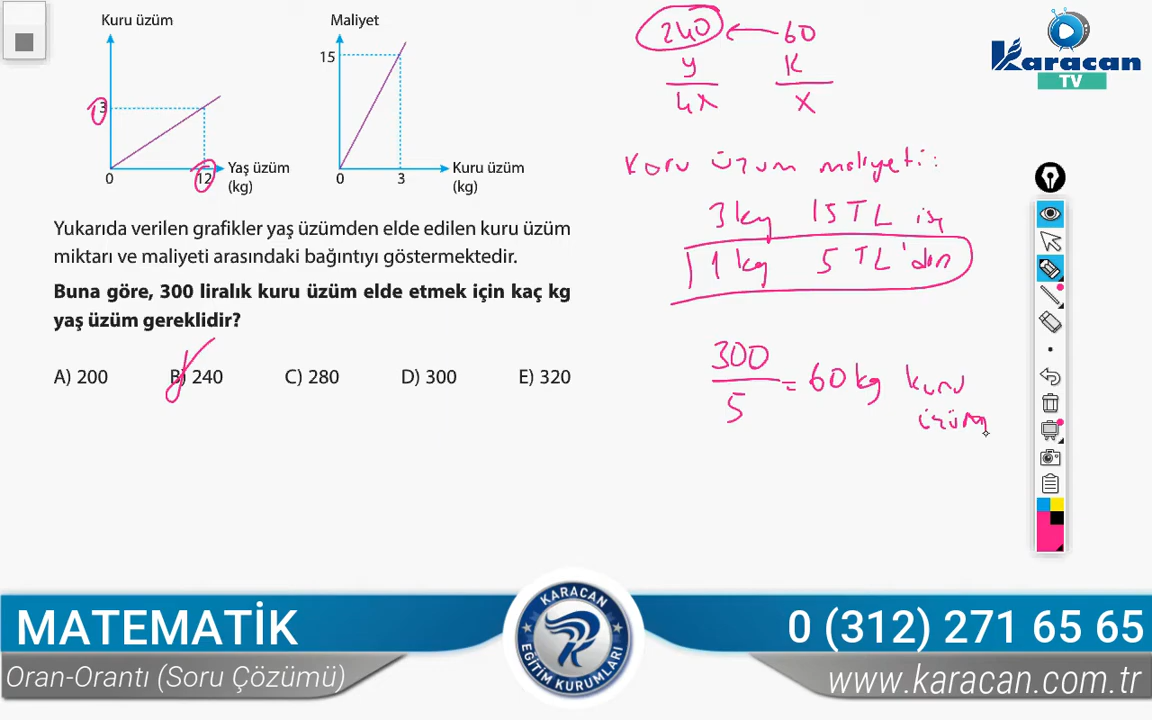 Kuru üzüm
3
0
12
Yaş üzüm
(kg)
Maliyet
15
0
3
Kuru üzüm
(kg)
Yukarıda verilen grafikler yaş üzümden elde edilen kuru üzüm
miktarı ve maliyeti arasındaki bağıntıyı göstermektedir.
Buna göre, 300 liralık kuru üzüm elde etmek için kaç kg
yaş üzüm gereklidir?
A) 200 B) 240 C) 280 D) 300 E) 320
240 ← 60
y K
4x x
Kuru üzüm maliyeti:
3 kg 15 TL ise
1 kg 5 TL'dir
300
5
= 60 kg kuru
üzüm
Karacan
TV
MATEMATİK
Oran-Orantı (Soru Çözümü)
KARACAN
EĞİTİM KURUMLARI
0 (312) 271 65 65
www.karacan.com.tr